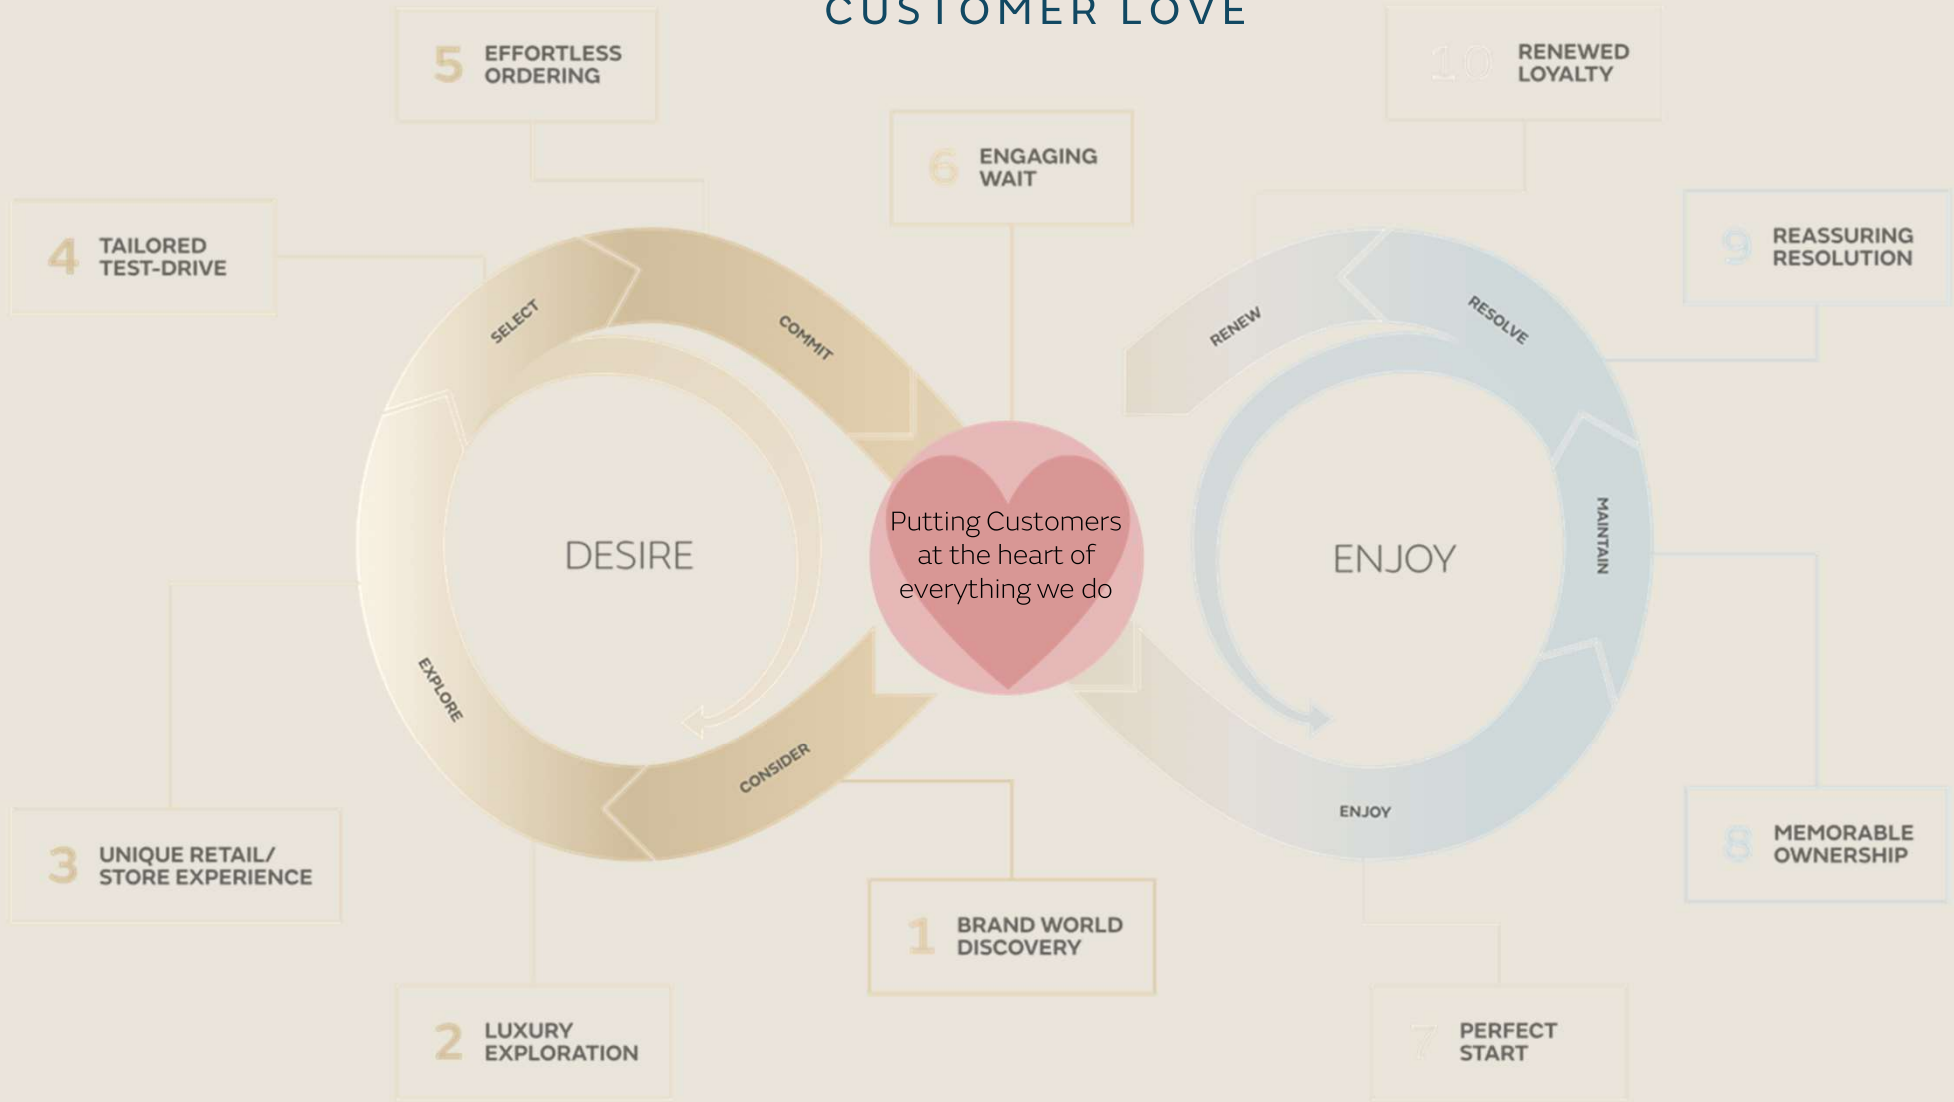 CUSTOMER LOVE
5 EFFORTLESS
ORDERING
10 RENEWED
LOYALTY
6 ENGAGING
WAIT
4 TAILORED
TEST-DRIVE
9 REASSURING
RESOLUTION
SELECT
COMMIT
RENEW
RESOLVE
MAINTAIN
DESIRE
Putting Customers
at the heart of
everything we do
ENJOY
EXPLORE
CONSIDER
ENJOY
3 UNIQUE RETAIL/
STORE EXPERIENCE
8 MEMORABLE
OWNERSHIP
1 BRAND WORLD
DISCOVERY
2 LUXURY
EXPLORATION
7 PERFECT
START